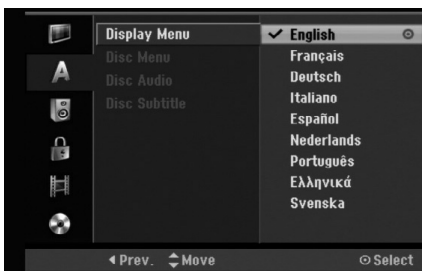 Display Menu
Disc Menu
Disc Audio
Disc Subtitle
✓ English
Français
Deutsch
Italiano
Español
Nederlands
Português
Ελληνικά
Svenska
A
◀ Prev. Move
⊙ Select